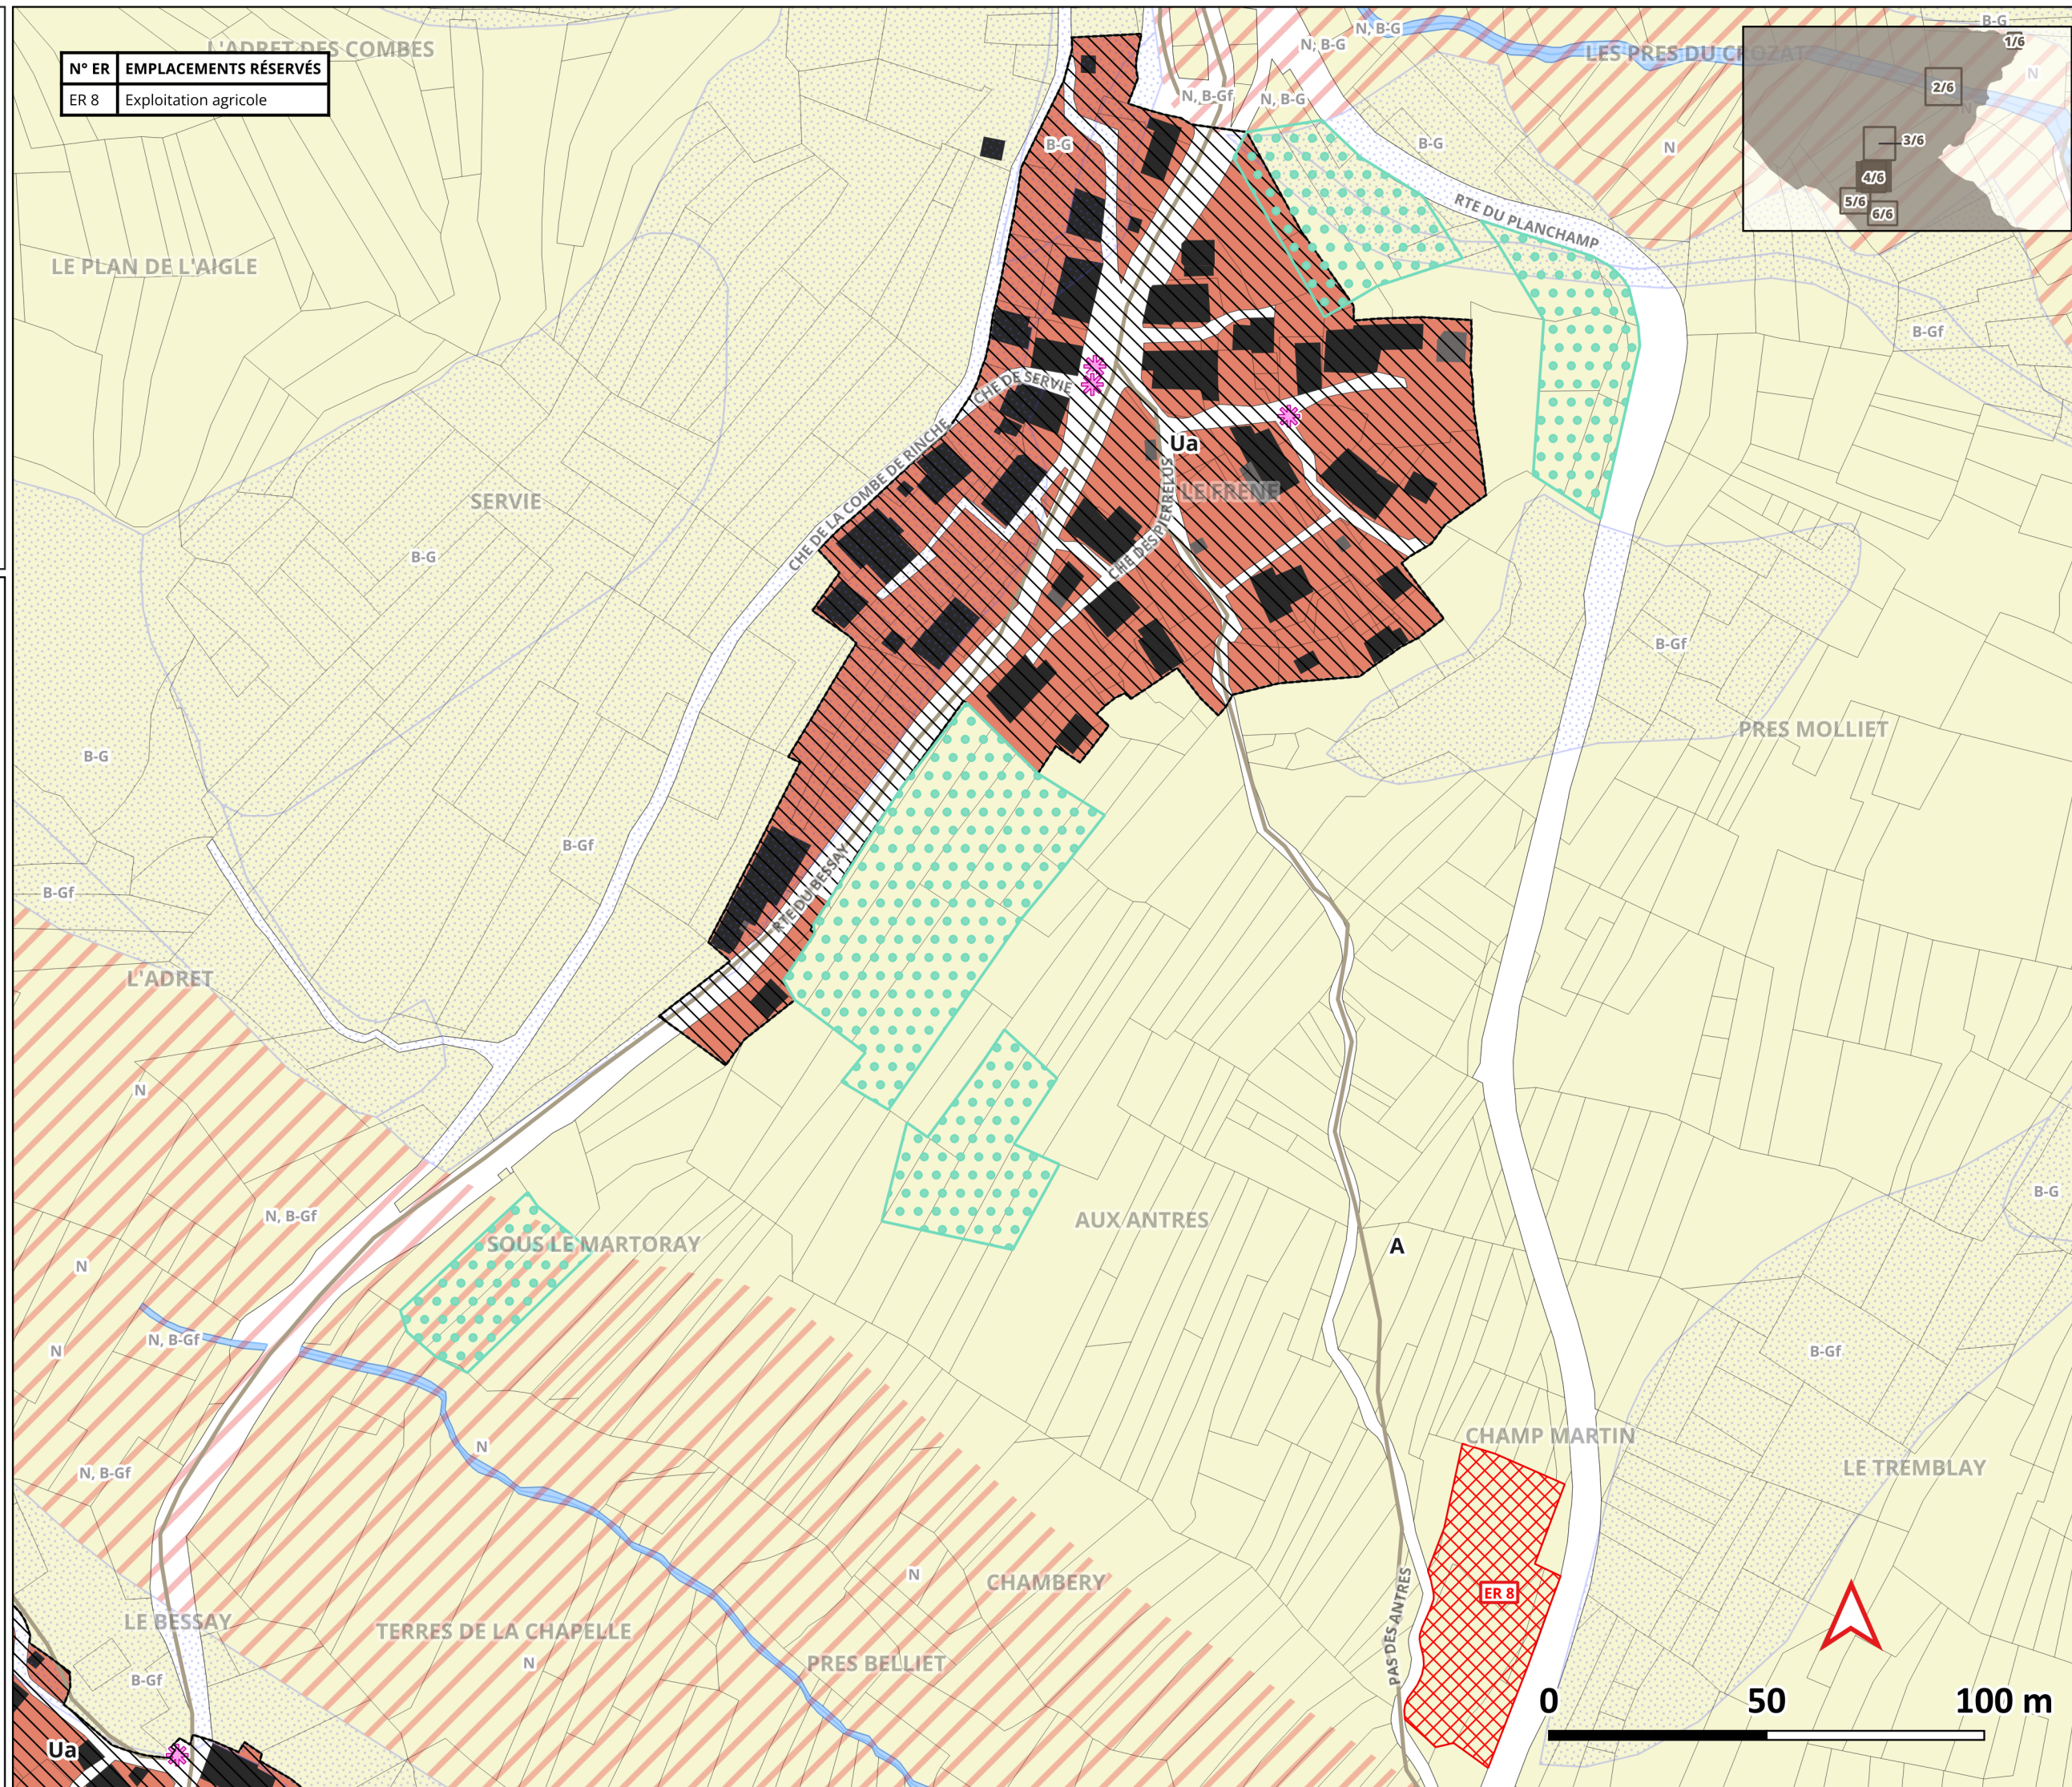 L'ADRET DES COMBES
N° ER EMPLACEMENTS RÉSERVÉS
ER 8 Exploitation agricole
N, B-G
N, B-G
B-G
LES PRES DU CROZAT
1/6
N
2/6
N
3/6
4/6
5/6
6/6
N, B-Gf
N, B-G
B-G
B-G
N
RTE DU PLANCHAMP
LE PLAN DE L'AIGLE
B-Gf
CHE DE SERVIE
CHE DE LA COMBE DE RINCHE
Ua
LE FRENE
CHE DES PIERRELUS
SERVIE
B-G
B-Gf
PRES MOLLIET
B-G
B-Gf
B-Gf
RTE DU BESSAY
L'ADRET
N
B-G
N, B-Gf
AUX ANTRES
SOUS LE MARTORAY
A
N
N, B-Gf
N
B-Gf
CHAMP MARTIN
N
LE TREMBLAY
N, B-Gf
N
CHAMBERY
ER 8
PAS DES ANTRES
LE BESSAY
TERRES DE LA CHAPELLE
N
PRES BELLIET
B-Gf
0 50 100 m
Ua